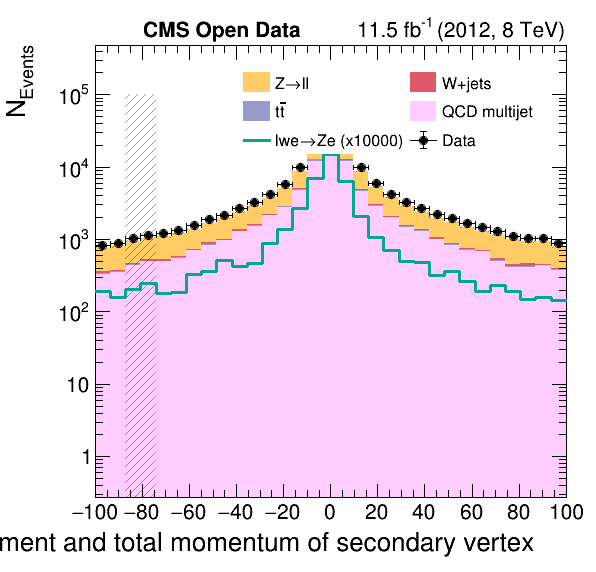 CMS Open Data 11.5 fb⁻¹ (2012, 8 TeV)
N_Events
Z→ll W+jets
tt̄ QCD multijet
lwe→Ze (x10000) Data
10⁵
10⁴
10³
10²
10
1
−100 −80 −60 −40 −20 0 20 40 60 80 100
ment and total momentum of secondary vertex